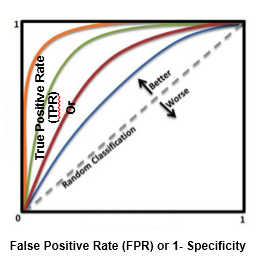 1
True Positive Rate
(TPR)
Or
Better
Worse
Random Classification
0
1
False Positive Rate (FPR) or 1- Specificity